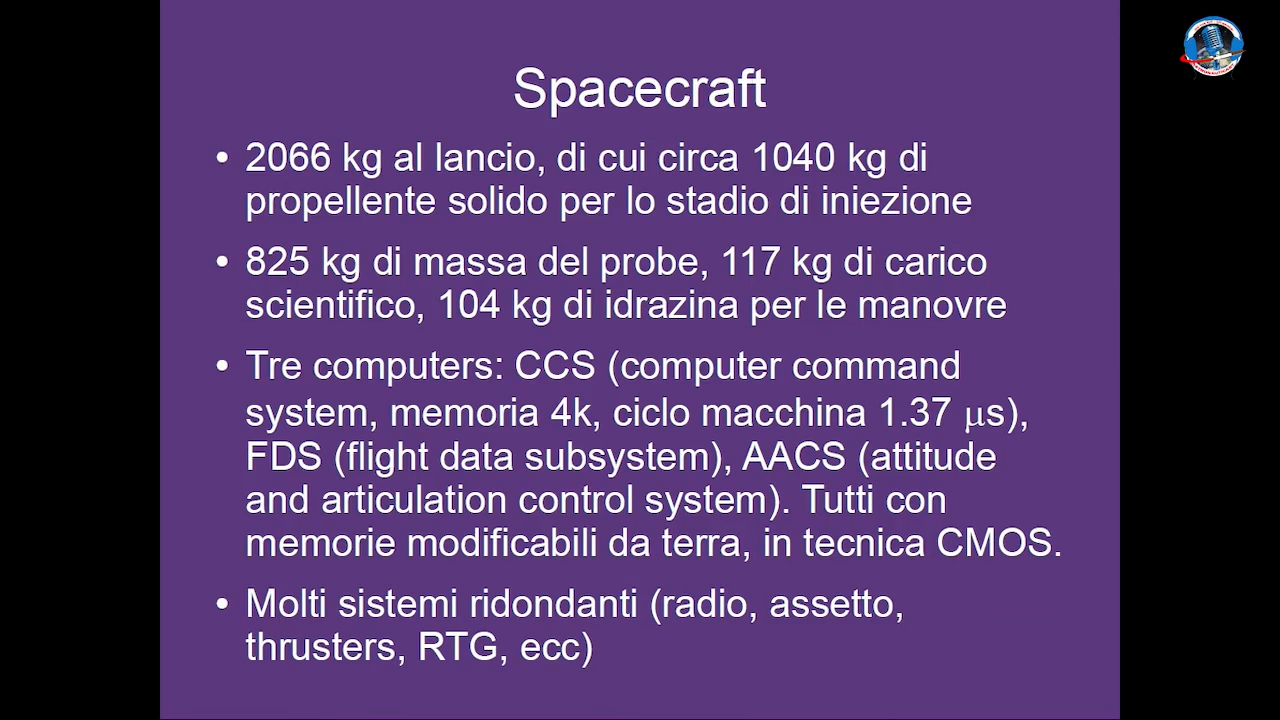 Spacecraft
• 2066 kg al lancio, di cui circa 1040 kg di
propellente solido per lo stadio di iniezione
• 825 kg di massa del probe, 117 kg di carico
scientifico, 104 kg di idrazina per le manovre
• Tre computers: CCS (computer command
system, memoria 4k, ciclo macchina 1.37 µs),
FDS (flight data subsystem), AACS (attitude
and articulation control system). Tutti con
memorie modificabili da terra, in tecnica CMOS.
• Molti sistemi ridondanti (radio, assetto,
thrusters, RTG, ecc)